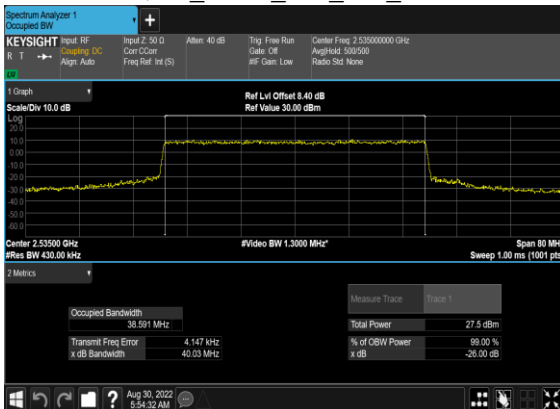 Spectrum Analyzer 1
Occupied BW
+
KEYSIGHT Input: RF Input Z: 50 Ω Atten: 40 dB Trig: Free Run Center Freq: 2.535000000 GHz
R T Coupling: DC Corr CCorr Gate: Off Avg|Hold: 500/500
Align: Auto Freq Ref: Int (S) #IF Gain: Low Radio Std: None
1 Graph
Ref Lvl Offset 8.40 dB
Scale/Div 10.0 dB Ref Value 30.00 dBm
Log
20.0
10.0
0.00
-10.0
-20.0
-30.0
-40.0
-50.0
-60.0
Center 2.53500 GHz #Video BW 1.3000 MHz* Span 80 MH
#Res BW 430.00 kHz Sweep 1.00 ms (1001 pts
2 Metrics
Measure Trace Trace 1
Occupied Bandwidth
38.591 MHz Total Power 27.5 dBm
Transmit Freq Error 4.147 kHz % of OBW Power 99.00 %
x dB Bandwidth 40.03 MHz x dB -26.00 dB
?
Aug 30, 2022
5:54:32 AM